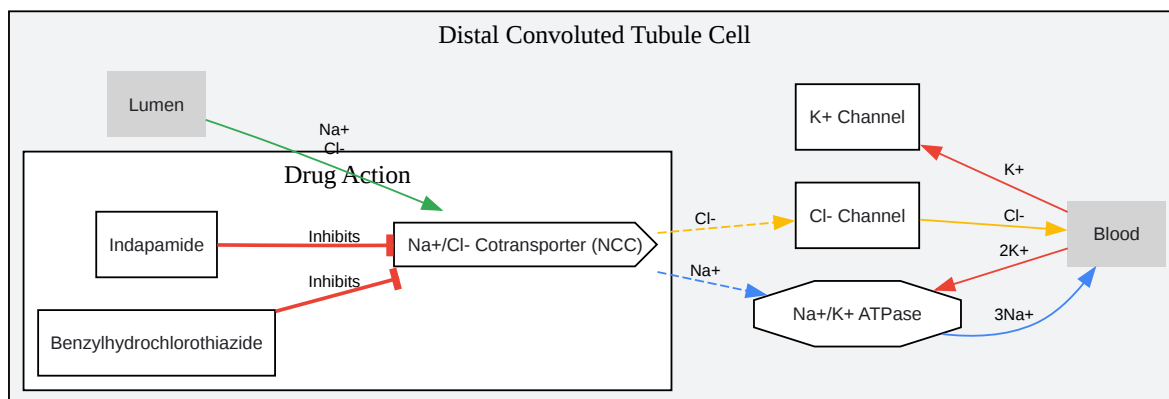 Distal Convoluted Tubule Cell
Lumen
Na+
Cl-
Drug Action
Indapamide
Inhibits
Inhibits
Benzylhydrochlorothiazide
Na+/Cl- Cotransporter (NCC)
Cl-
Na+
K+ Channel
K+
Cl- Channel
Cl-
Blood
2K+
Na+/K+ ATPase
3Na+